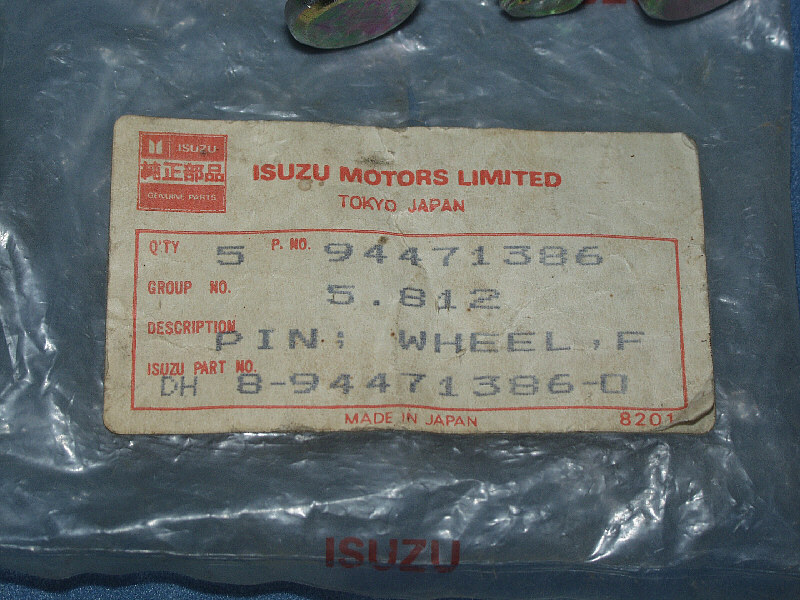 ISUZU
純正部品
GENUINE PARTS
ISUZU MOTORS LIMITED
TOKYO JAPAN
Q'TY 5 P. NO. 94471386
GROUP NO. 5.812
DESCRIPTION PIN; WHEEL,F
ISUZU PART NO. DH 8-94471386-0
MADE IN JAPAN 8201
ISUZU